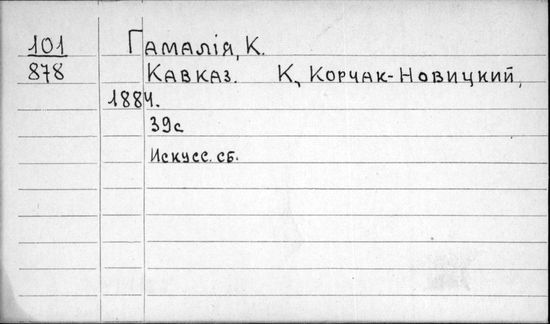 101 Гамалія, К.
878 Кавказ. К, Корчак-Новицкий,
1884.
39с
Искусс. сб.